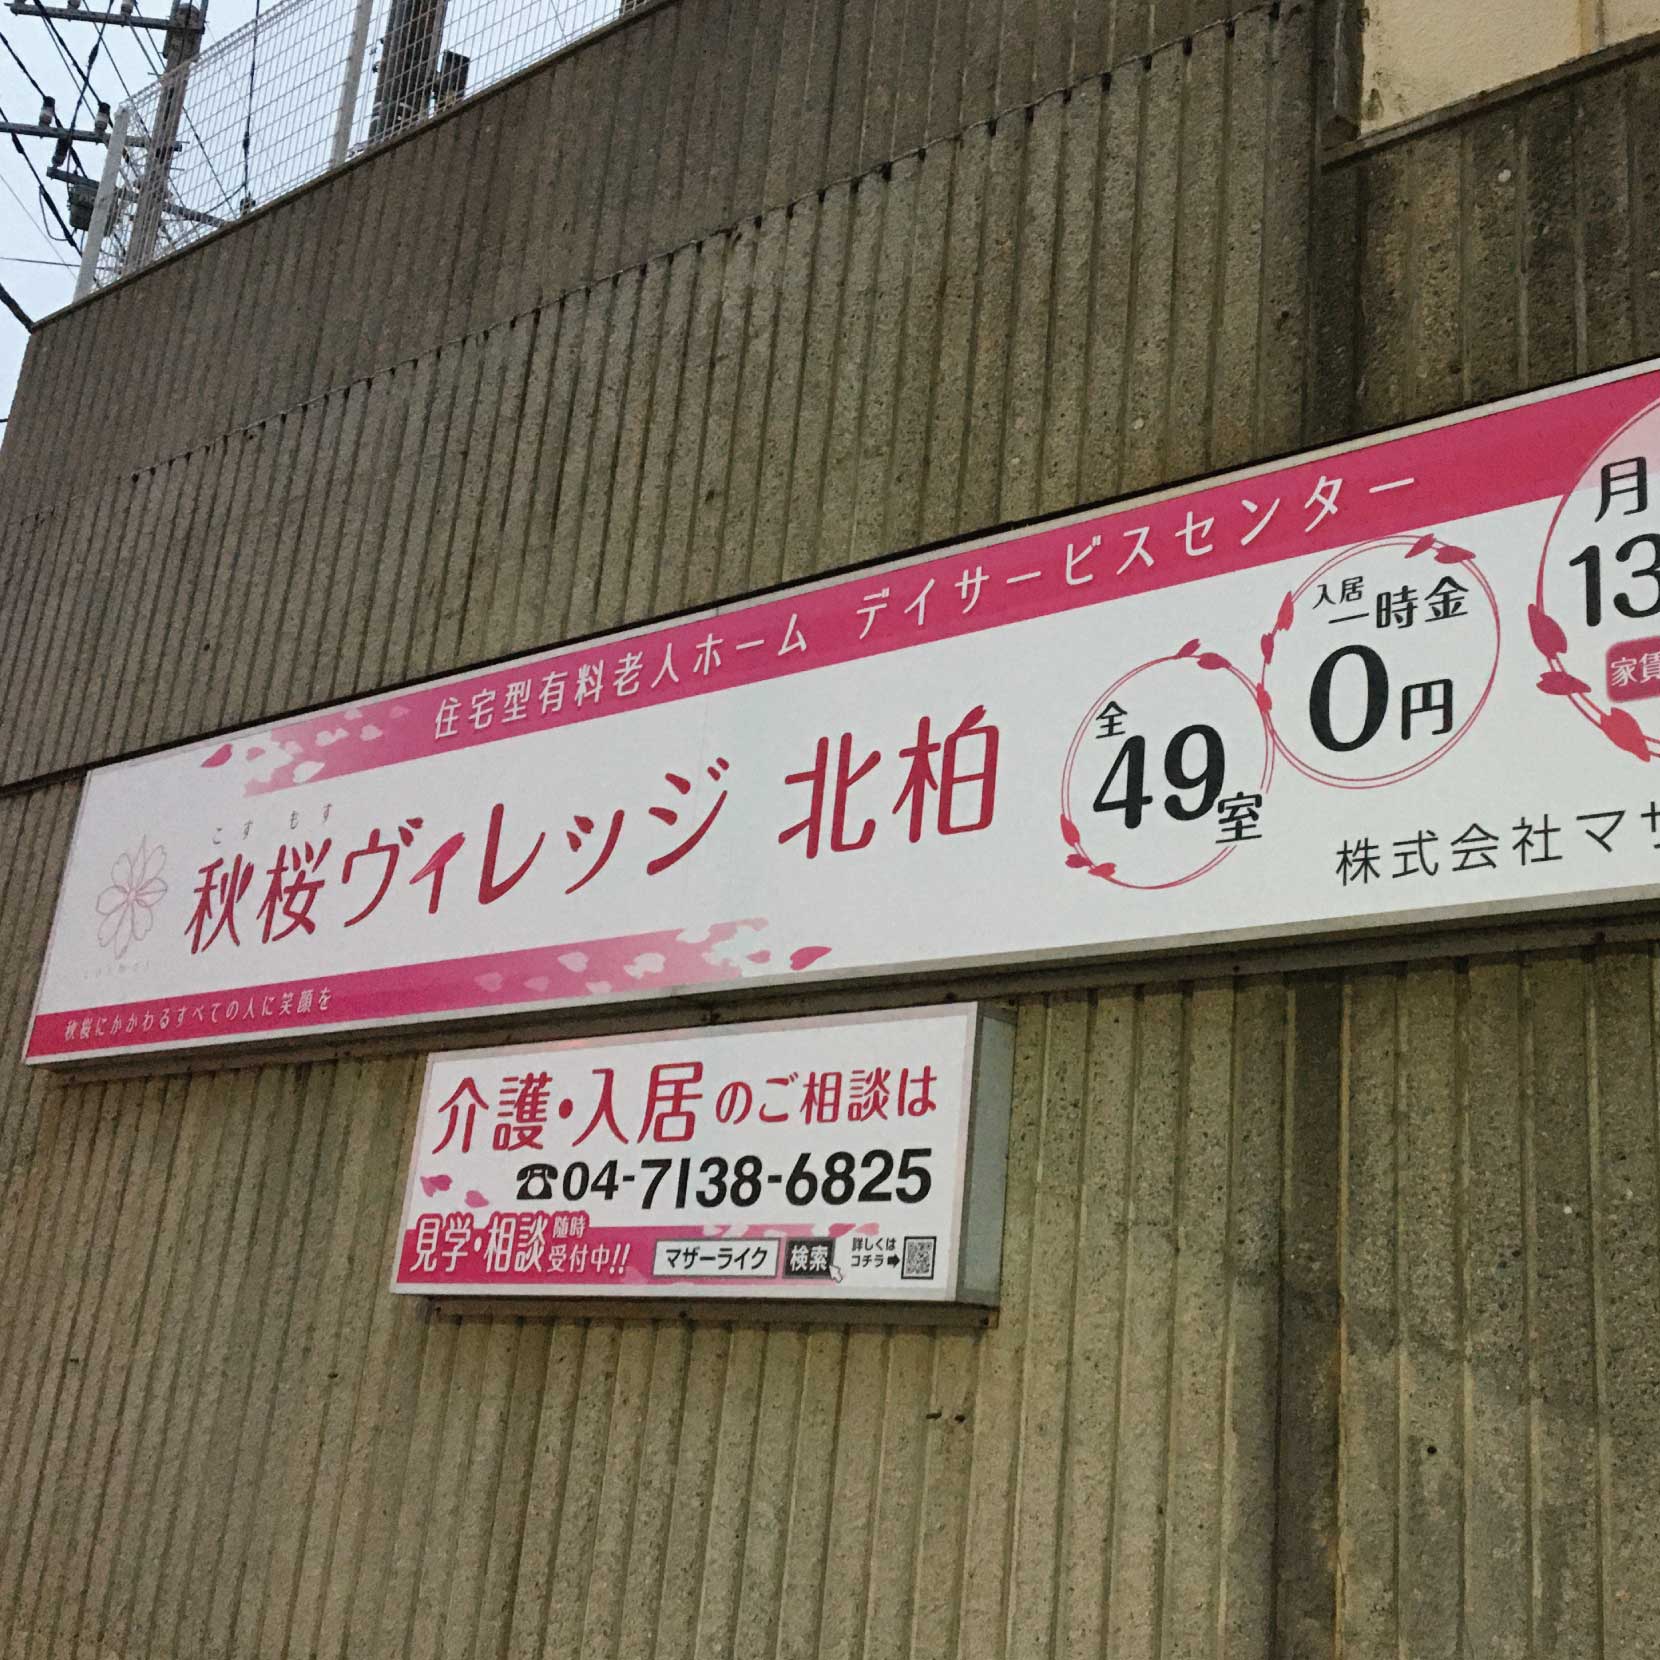 住宅型有料老人ホーム デイサービスセンター
こすもす
秋桜ヴィレッジ 北柏
cosmos
秋桜にかかわるすべての人に笑顔を
全49室
入居一時金
0円
月
13
家賃
株式会社マザ
介護・入居のご相談は
☎04-7138-6825
見学・相談随時受付中!!
マザーライク 検索
詳しくは
コチラ➡